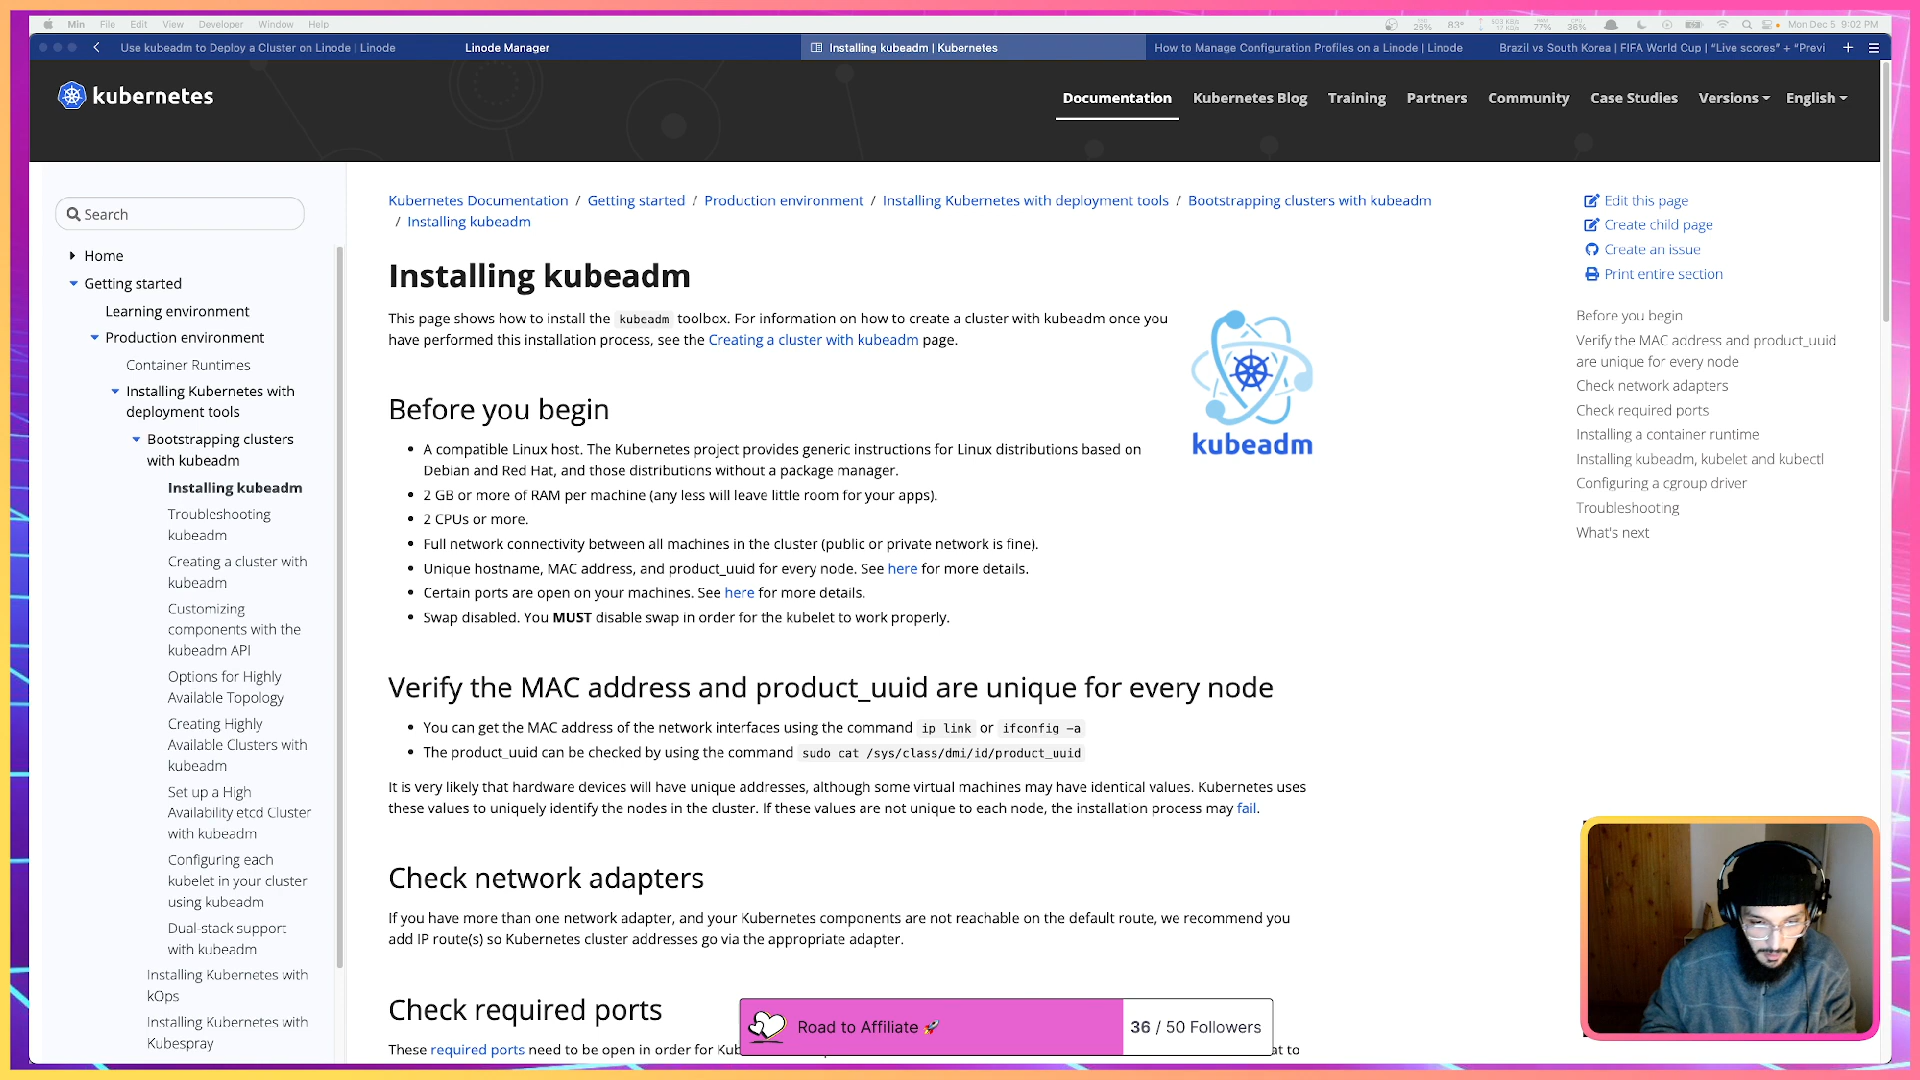 Min File Edit View Developer Window Help
83° 77% 36% Mon Dec 5 9:02 PM
Use kubeadm to Deploy a Cluster on Linode | Linode
Linode Manager
Installing kubeadm | Kubernetes
How to Manage Configuration Profiles on a Linode | Linode
Brazil vs South Korea | FIFA World Cup | "Live scores" + "Previ
kubernetes
Documentation
Kubernetes Blog
Training
Partners
Community
Case Studies
Versions
English
Search
Home
Getting started
Learning environment
Production environment
Container Runtimes
Installing Kubernetes with
deployment tools
Bootstrapping clusters
with kubeadm
Installing kubeadm
Troubleshooting
kubeadm
Creating a cluster with
kubeadm
Customizing
components with the
kubeadm API
Options for Highly
Available Topology
Creating Highly
Available Clusters with
kubeadm
Set up a High
Availability etcd Cluster
with kubeadm
Configuring each
kubelet in your cluster
using kubeadm
Dual-stack support
with kubeadm
Installing Kubernetes with
kOps
Installing Kubernetes with
Kubespray
Kubernetes Documentation / Getting started / Production environment / Installing Kubernetes with deployment tools / Bootstrapping clusters with kubeadm
/ Installing kubeadm
Installing kubeadm
This page shows how to install the kubeadm toolbox. For information on how to create a cluster with kubeadm once you
have performed this installation process, see the Creating a cluster with kubeadm page.
kubeadm
Before you begin
• A compatible Linux host. The Kubernetes project provides generic instructions for Linux distributions based on
Debian and Red Hat, and those distributions without a package manager.
• 2 GB or more of RAM per machine (any less will leave little room for your apps).
• 2 CPUs or more.
• Full network connectivity between all machines in the cluster (public or private network is fine).
• Unique hostname, MAC address, and product_uuid for every node. See here for more details.
• Certain ports are open on your machines. See here for more details.
• Swap disabled. You MUST disable swap in order for the kubelet to work properly.
Verify the MAC address and product_uuid are unique for every node
• You can get the MAC address of the network interfaces using the command ip link or ifconfig -a
• The product_uuid can be checked by using the command sudo cat /sys/class/dmi/id/product_uuid
It is very likely that hardware devices will have unique addresses, although some virtual machines may have identical values. Kubernetes uses
these values to uniquely identify the nodes in the cluster. If these values are not unique to each node, the installation process may fail.
Check network adapters
If you have more than one network adapter, and your Kubernetes components are not reachable on the default route, we recommend you
add IP route(s) so Kubernetes cluster addresses go via the appropriate adapter.
Check required ports
These required ports need to be open in order for Kub
at to
Edit this page
Create child page
Create an issue
Print entire section
Before you begin
Verify the MAC address and product_uuid
are unique for every node
Check network adapters
Check required ports
Installing a container runtime
Installing kubeadm, kubelet and kubectl
Configuring a cgroup driver
Troubleshooting
What's next
Road to Affiliate 🚀
36 / 50 Followers